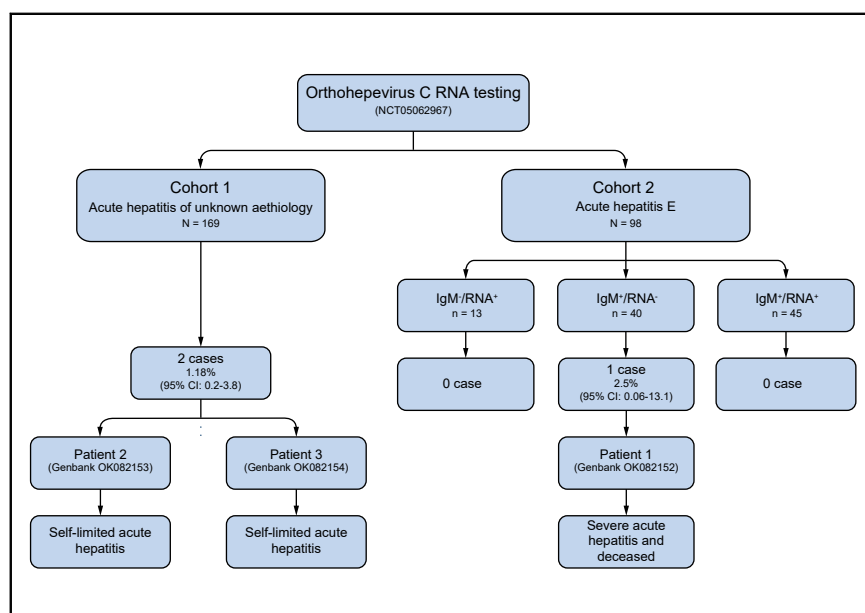 Orthohepevirus C RNA testing
(NCT05062967)
Cohort 1
Acute hepatitis of unknown aethiology
N = 169
Cohort 2
Acute hepatitis E
N = 98
IgM⁻/RNA⁺
n = 13
IgM⁺/RNA⁻
n = 40
IgM⁺/RNA⁺
n = 45
2 cases
1.18%
(95% CI: 0.2-3.8)
0 case
1 case
2.5%
(95% CI: 0.06-13.1)
0 case
Patient 2
(Genbank OK082153)
Patient 3
(Genbank OK082154)
Patient 1
(Genbank OK082152)
Self-limited acute
hepatitis
Self-limited acute
hepatitis
Severe acute
hepatitis and
deceased